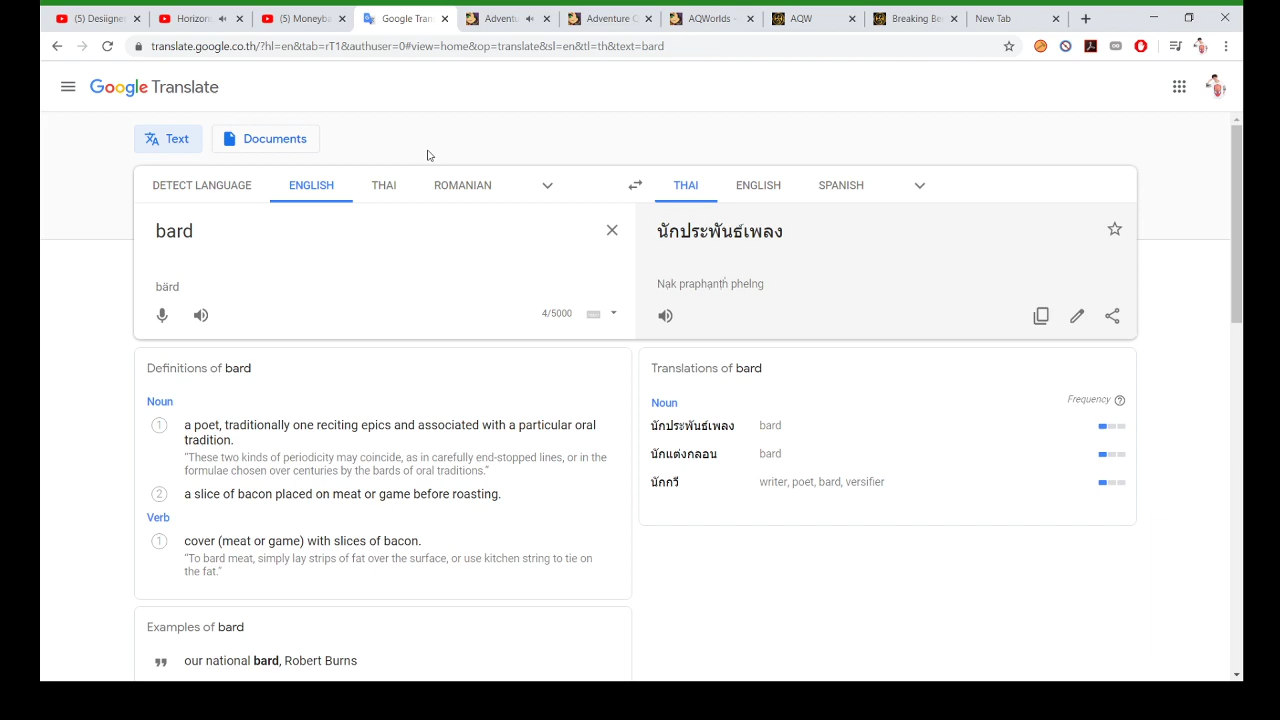 (5) Desiigner
Horizon
(5) Moneyba
Google Tran
Adventu
Adventure Q
AQWorlds -
AQW
Breaking Be
New Tab
translate.google.co.th/?hl=en&tab=rT1&authuser=0#view=home&op=translate&sl=en&tl=th&text=bard
Google Translate
Text
Documents
DETECT LANGUAGE
ENGLISH
THAI
ROMANIAN
THAI
ENGLISH
SPANISH
bard
นักประพันธ์เพลง
bärd
Nạk praphạnṭh̒ phelng
4/5000
Definitions of bard
Noun
1
a poet, traditionally one reciting epics and associated with a particular oral
tradition.
"These two kinds of periodicity may coincide, as in carefully end-stopped lines, or in the
formulae chosen over centuries by the bards of oral traditions."
2
a slice of bacon placed on meat or game before roasting.
Verb
1
cover (meat or game) with slices of bacon.
"To bard meat, simply lay strips of fat over the surface, or use kitchen string to tie on
the fat."
Translations of bard
Noun
Frequency
นักประพันธ์เพลง bard
นักแต่งกลอน bard
นักกวี writer, poet, bard, versifier
Examples of bard
our national bard, Robert Burns